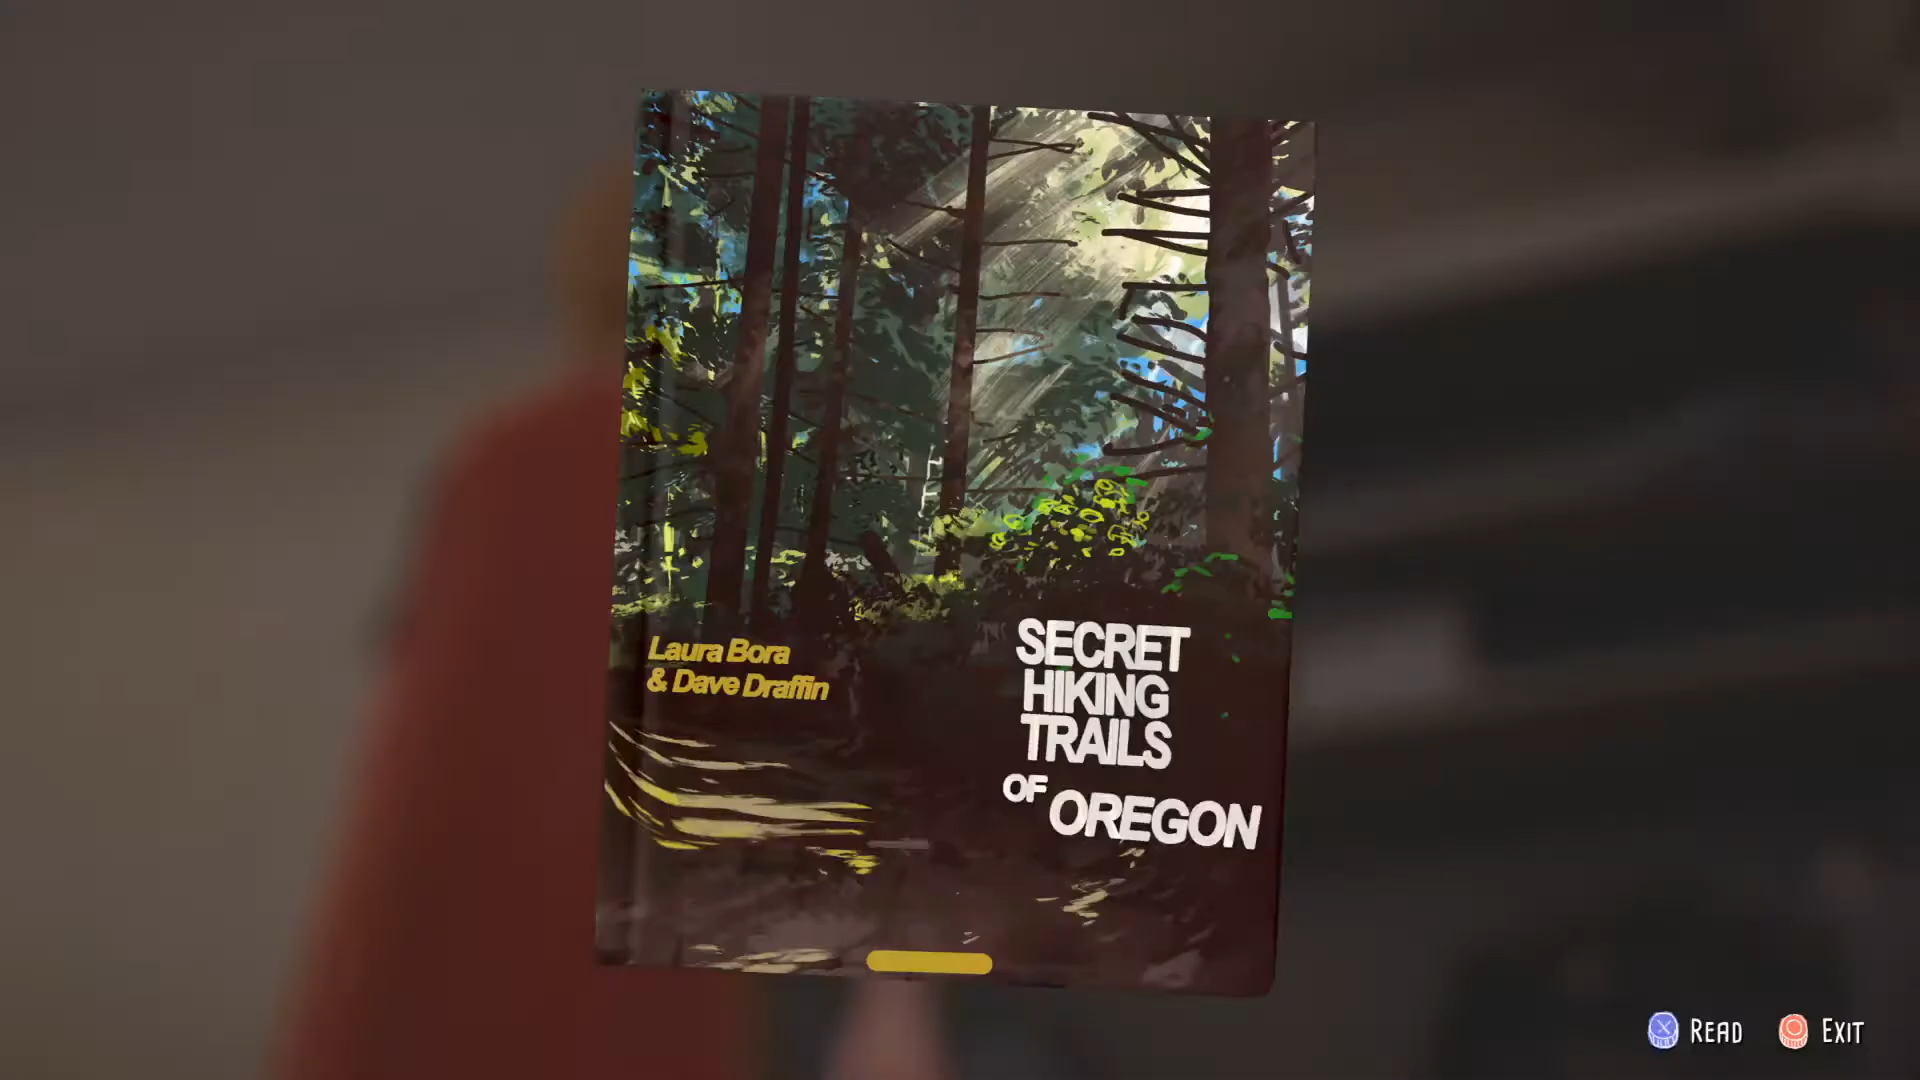 Laura Bora
& Dave Draffin
SECRET
HIKING
TRAILS
OF OREGON
READ
EXIT